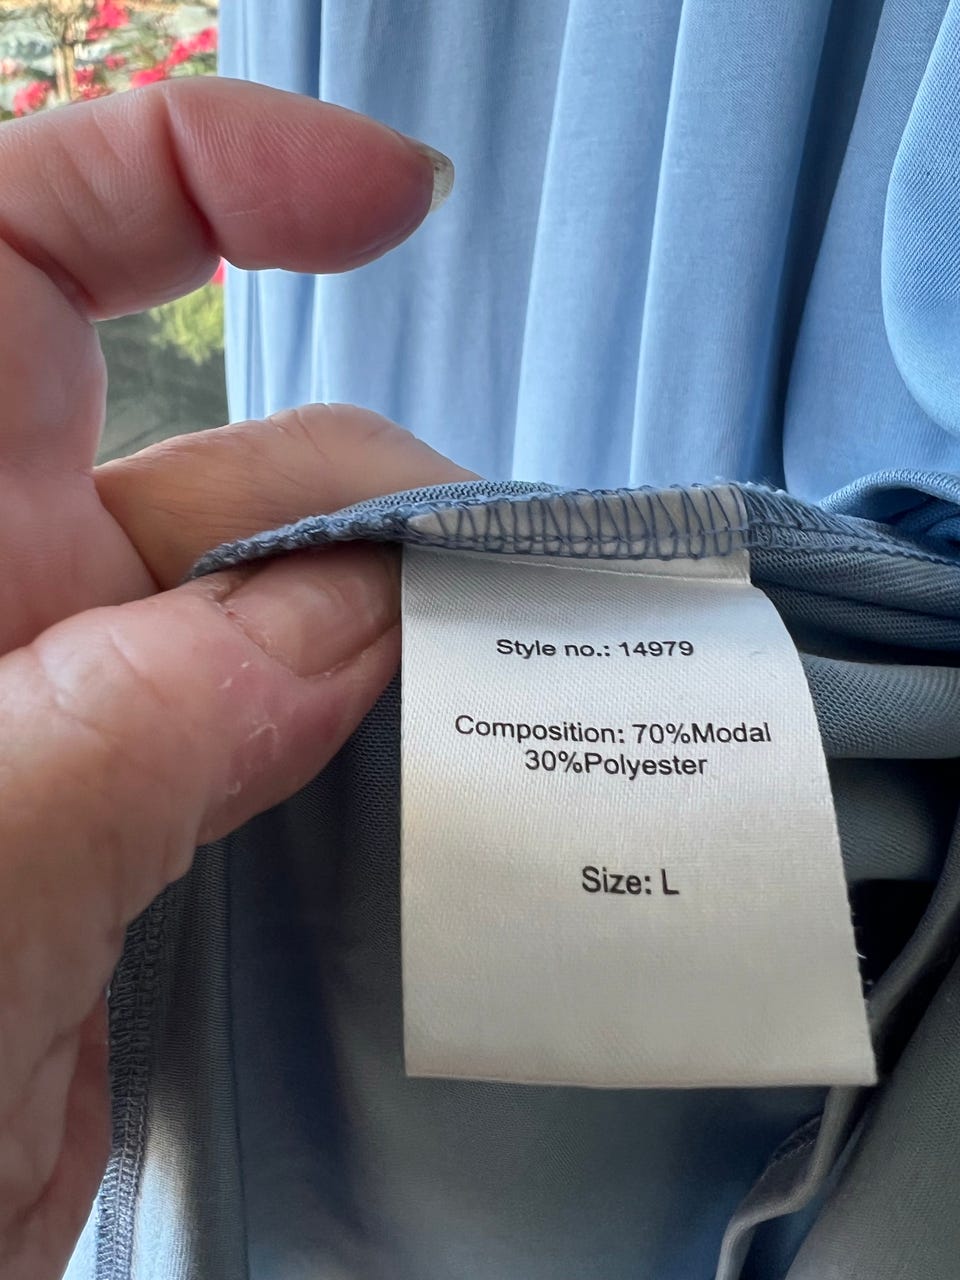 Style no.: 14979
Composition: 70%Modal
30%Polyester
Size: L